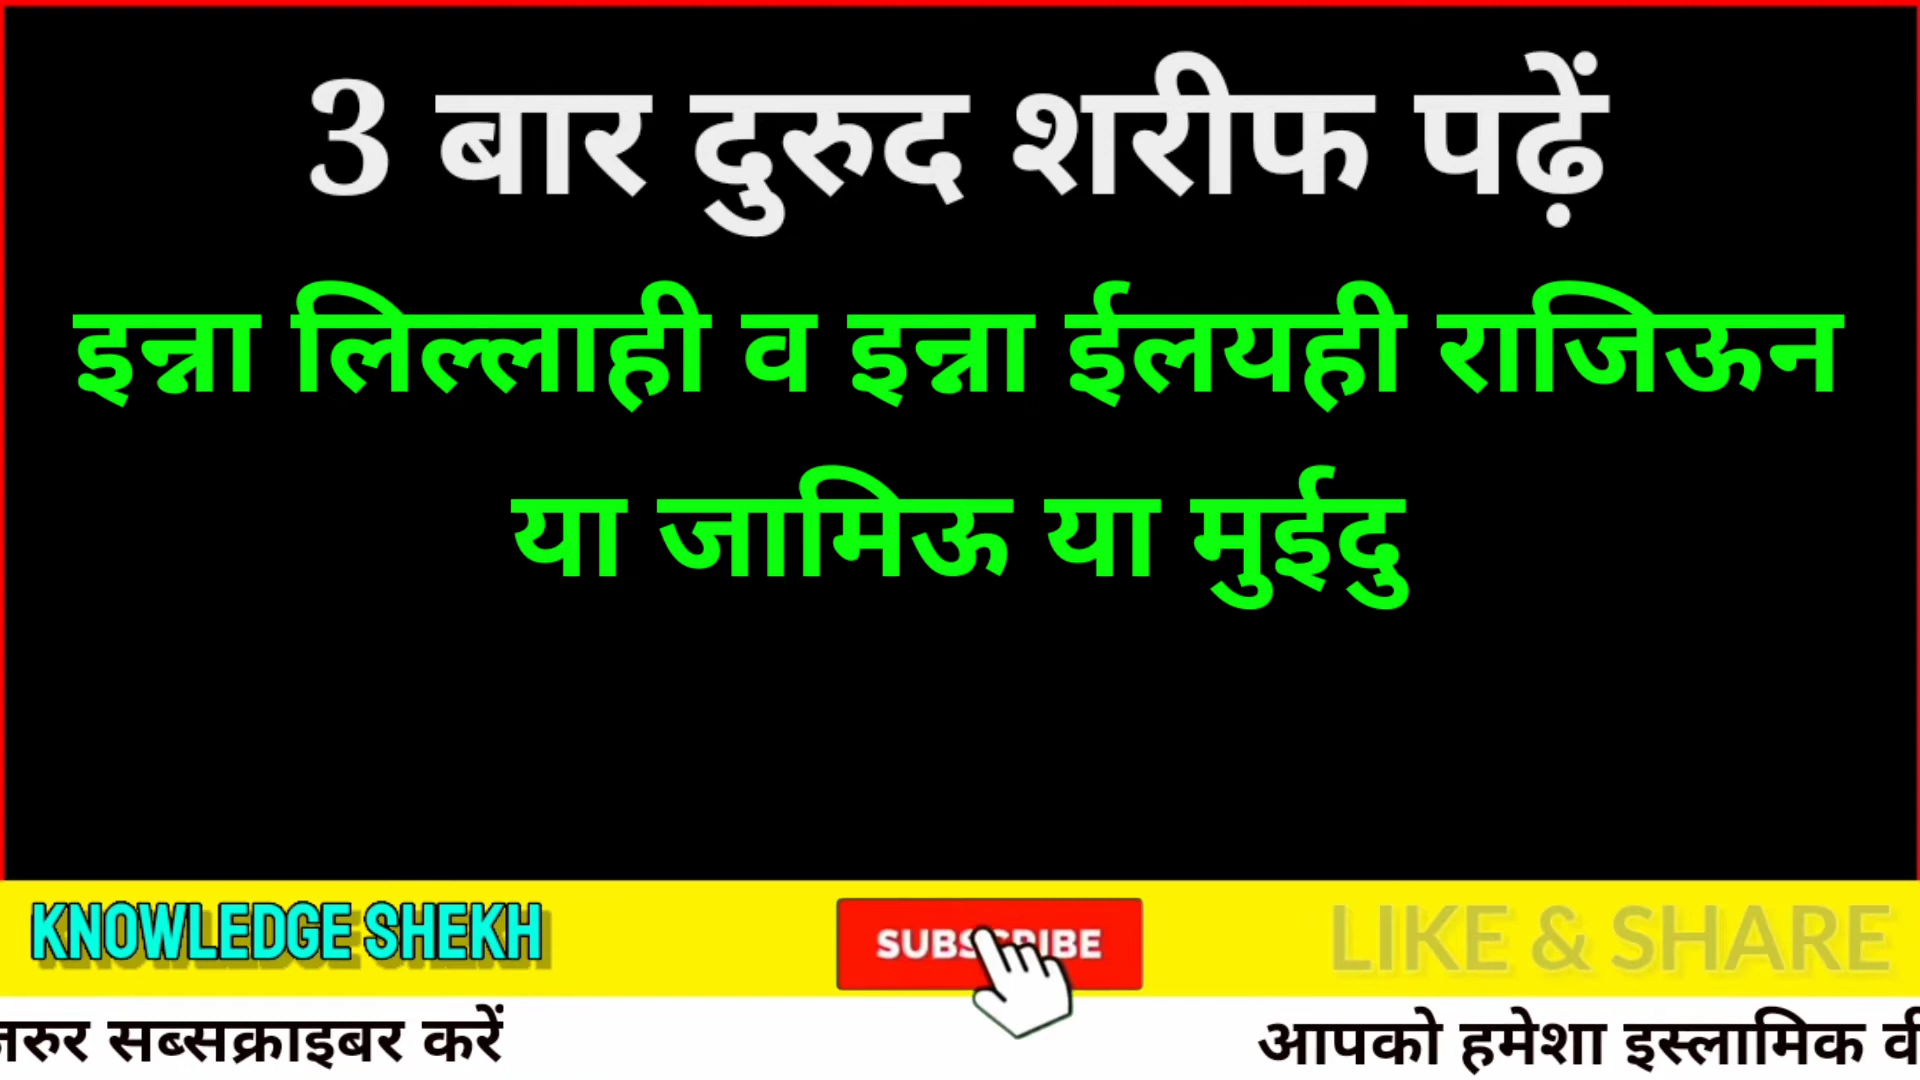 3 बार दुरुद शरीफ पढ़ें
इन्ना लिल्लाही व इन्ना ईलयही राजिऊन
या जामिऊ या मुईदु
KNOWLEDGE SHEKH
SUBSCRIBE
LIKE & SHARE
सब्सक्राइबर करें
आपको हमेशा इस्लामिक